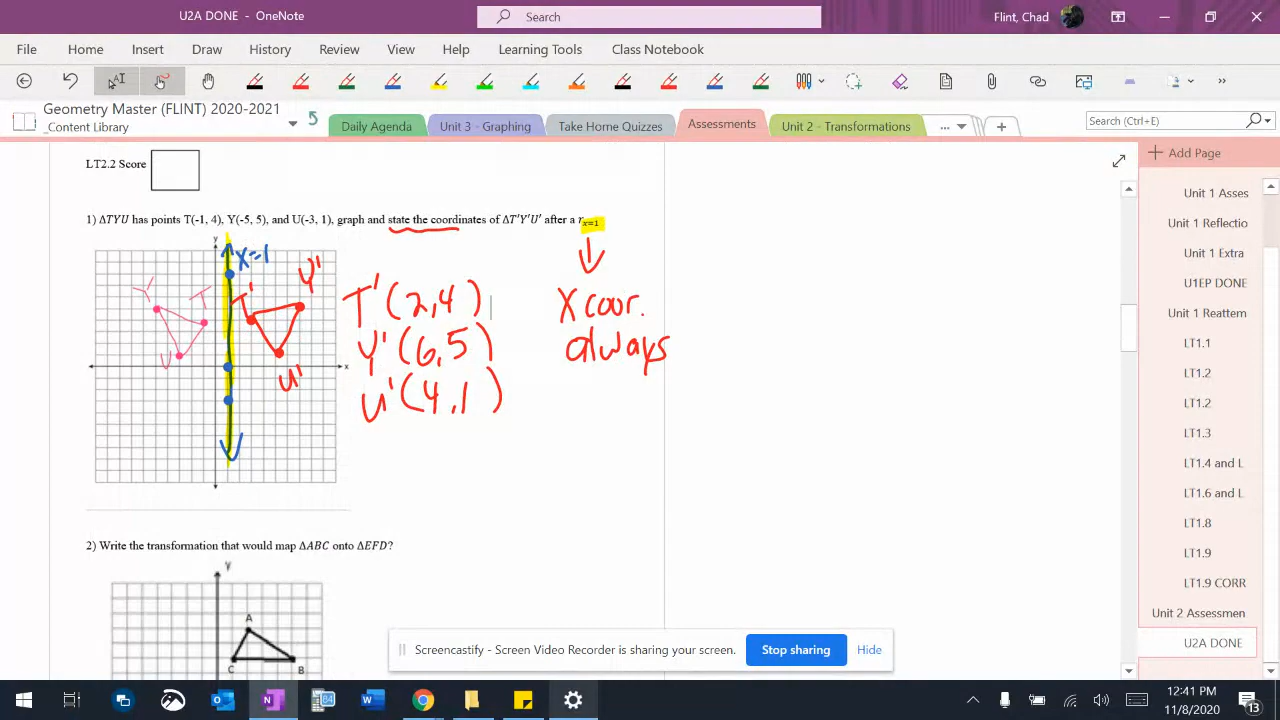 U2A DONE - OneNote
Search
Flint, Chad
File Home Insert Draw History Review View Help Learning Tools Class Notebook
Geometry Master (FLINT) 2020-2021
_Content Library
Daily Agenda
Unit 3 - Graphing
Take Home Quizzes
Assessments
Unit 2 - Transformations
...
Search (Ctrl+E)
LT2.2 Score
1) ΔTYU has points T(-1, 4), Y(-5, 5), and U(-3, 1), graph and state the coordinates of ΔT'Y'U' after a r
x=1
y
X=1
Y'
T'
U
Y'
T'
U'
x
T'(2,4)
Y'(6,5)
U'(4,1)
X coor.
always
2) Write the transformation that would map ΔABC onto ΔEFD?
y
A
C
B
Add Page
Unit 1 Asses
Unit 1 Reflectio
Unit 1 Extra
U1EP DONE
Unit 1 Reattem
LT1.1
LT1.2
LT1.2
LT1.3
LT1.4 and L
LT1.6 and L
LT1.8
LT1.9
LT1.9 CORR
Unit 2 Assessmen
U2A DONE
Screencastify - Screen Video Recorder is sharing your screen.
Stop sharing
Hide
84
12:41 PM
11/8/2020
13